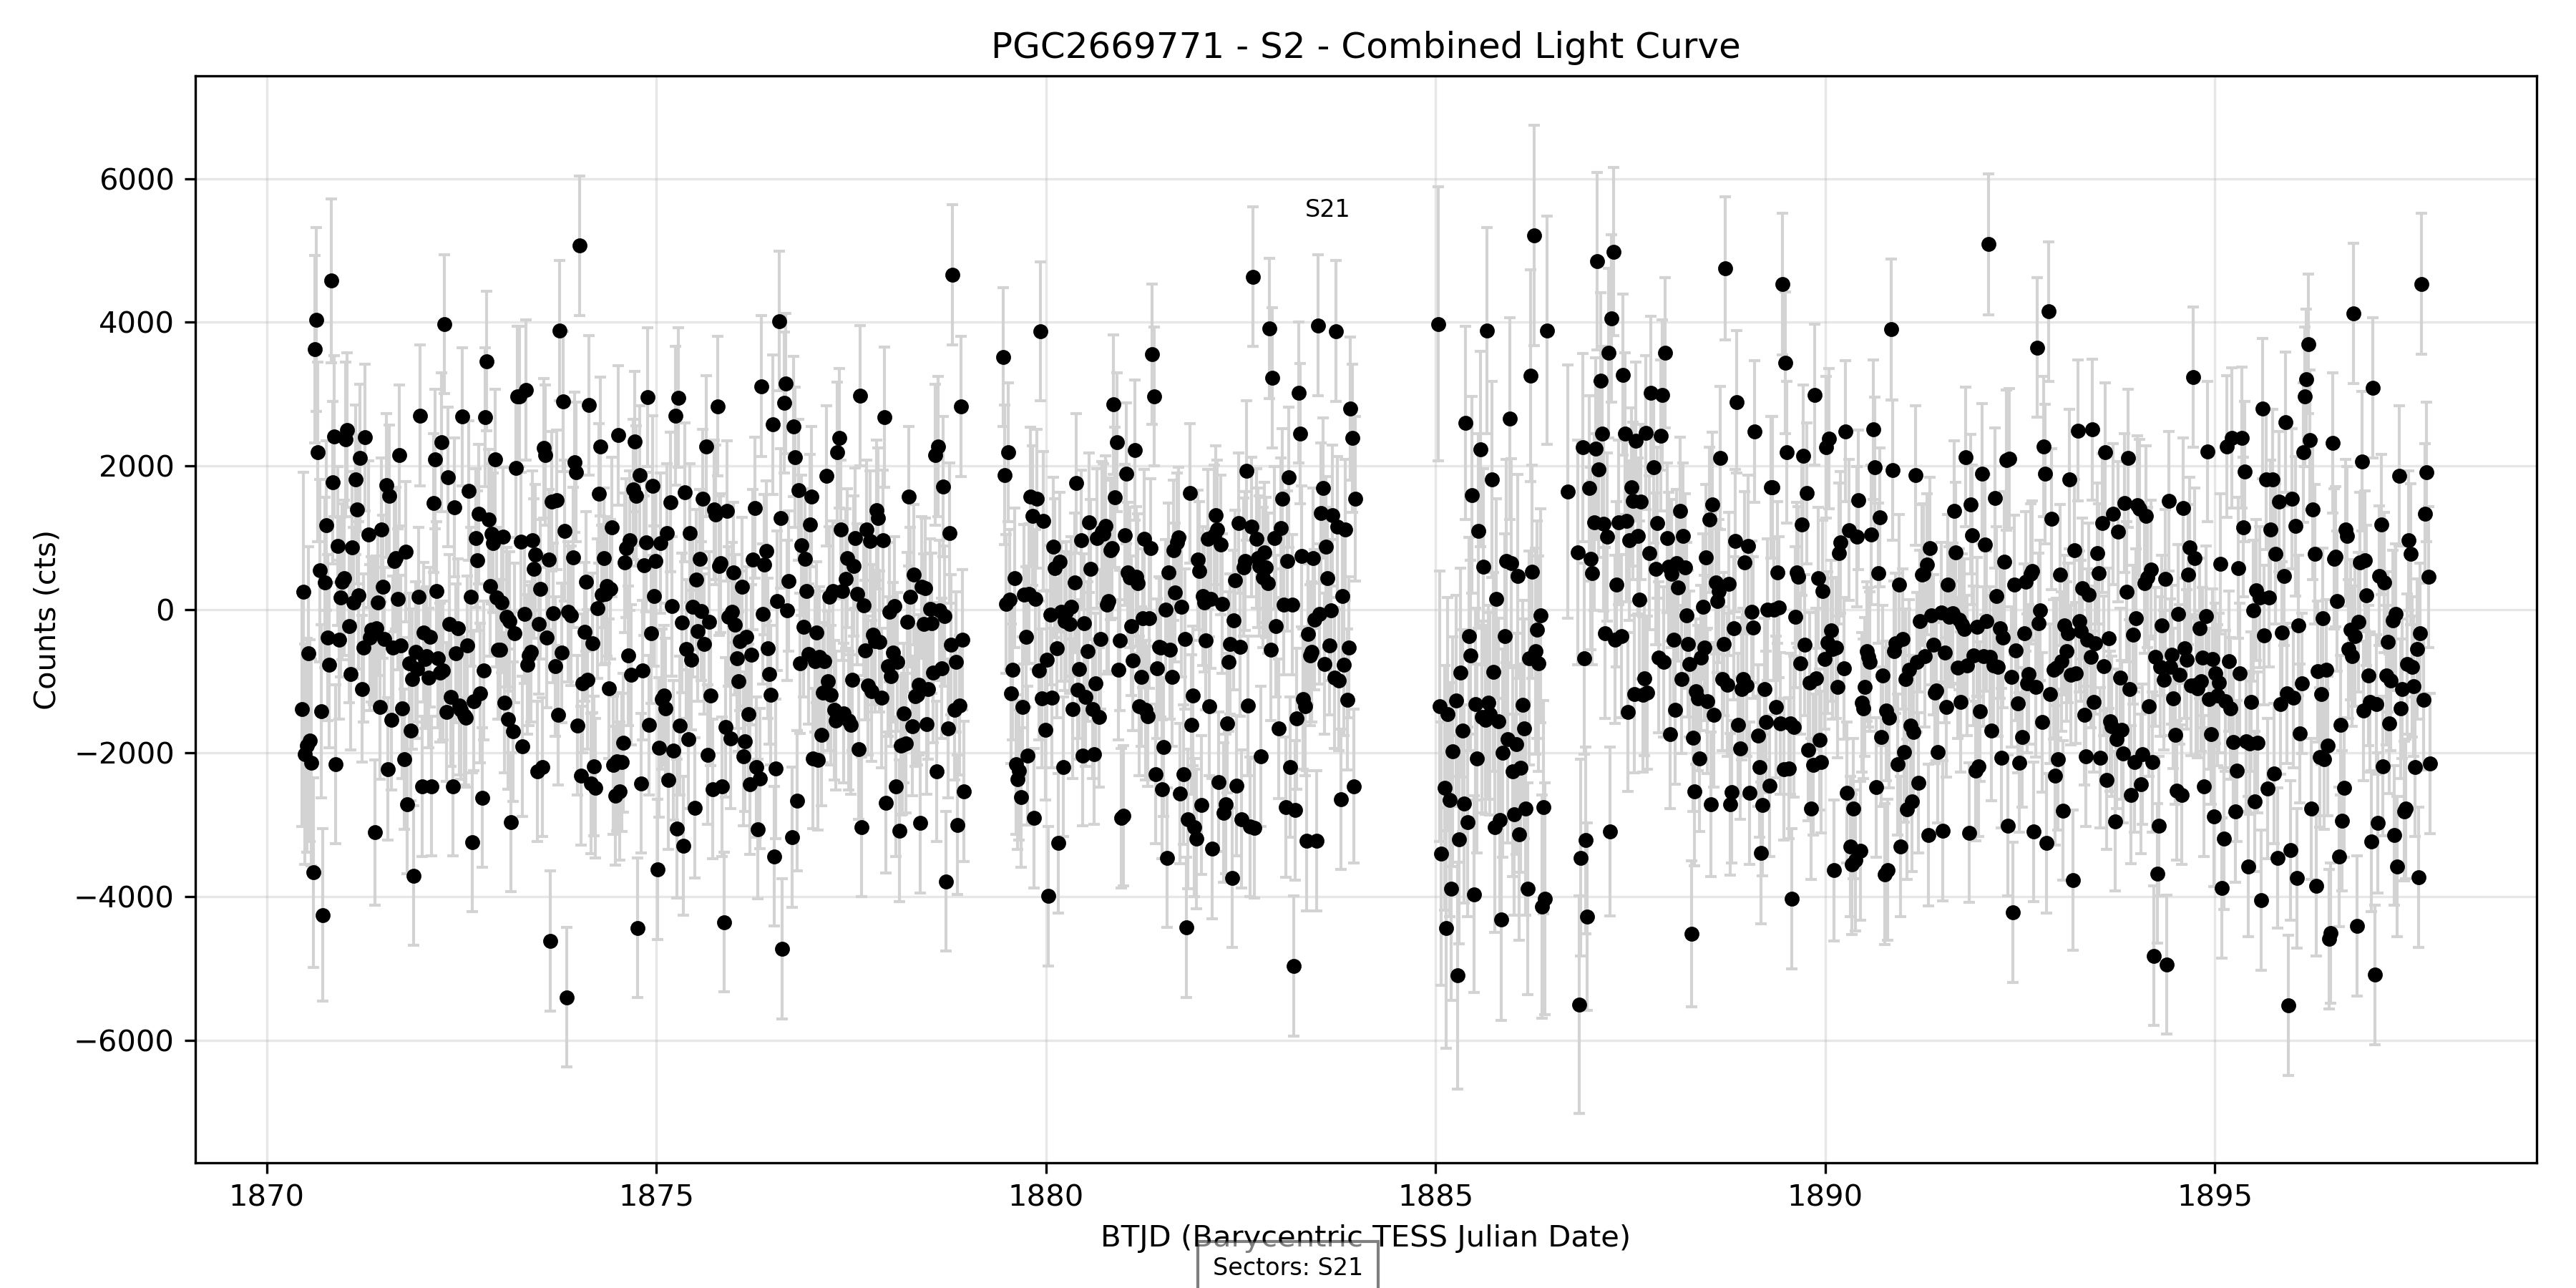 PGC2669771 - S2 - Combined Light Curve
Counts (cts)
6000
4000
2000
0
−2000
−4000
−6000
S21
1870
1875
1880
1885
1890
1895
BTJD (Barycentric TESS Julian Date)
Sectors: S21